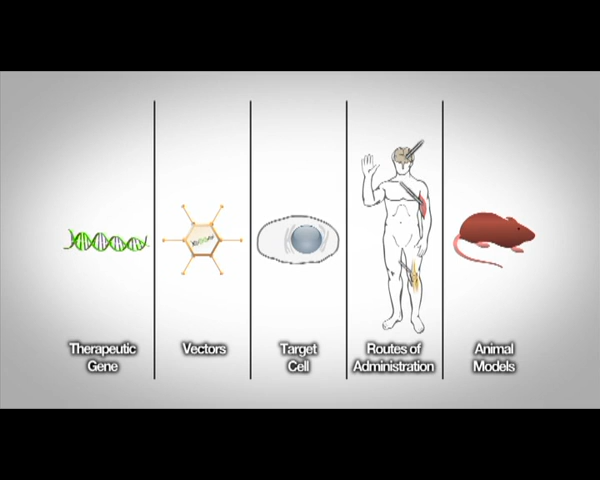 Therapeutic
Gene
Vectors
Target
Cell
Routes of
Administration
Animal
Models